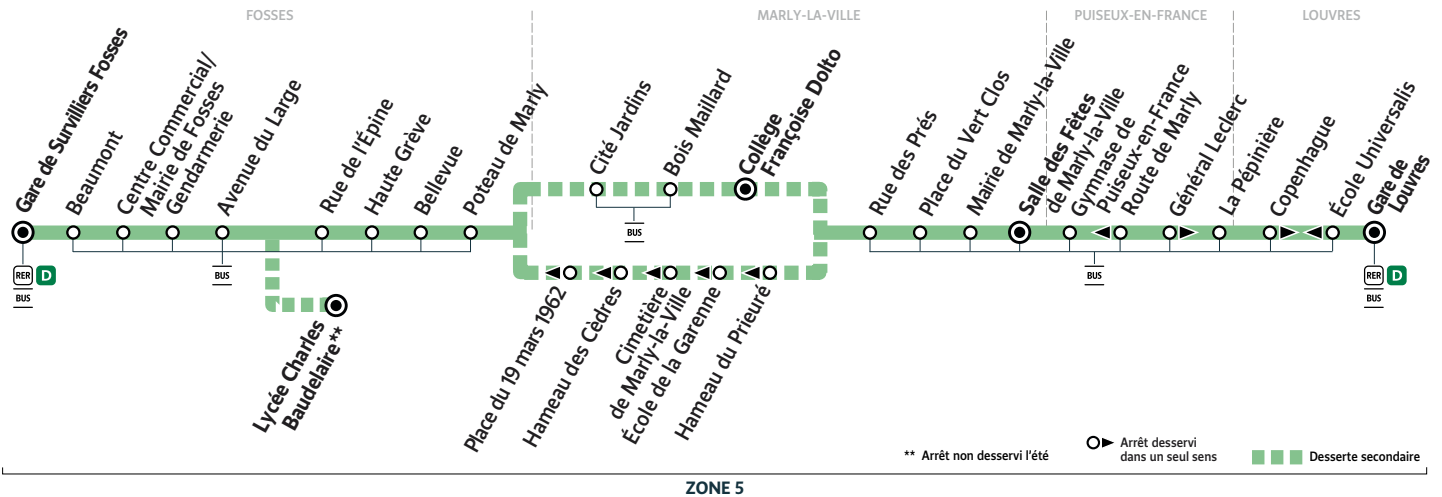 FOSSES
MARLY-LA-VILLE
PUISEUX-EN-FRANCE
LOUVRES
Gare de Survilliers Fosses
Beaumont
Centre Commercial/
Mairie de Fosses
Gendarmerie
Avenue du Large
Rue de l'Épine
Haute Grève
Bellevue
Poteau de Marly
Cité Jardins
Bois Maillard
Collège
Françoise Dolto
Rue des Prés
Place du Vert Clos
Mairie de Marly-la-Ville
Salle des Fêtes
de Marly-la-Ville
Gymnase de
Puiseux-en-France
Route de Marly
Général Leclerc
La Pépinière
Copenhague
École Universalis
Gare de
Louvres
RER D
BUS
BUS
BUS
BUS
RER D
BUS
Lycée Charles
Baudelaire**
Place du 19 mars 1962
Hameau des Cèdres
Cimetière
de Marly-la-Ville
École de la Garenne
Hameau du Prieuré
** Arrêt non desservi l'été
Arrêt desservi
dans un seul sens
Desserte secondaire
ZONE 5